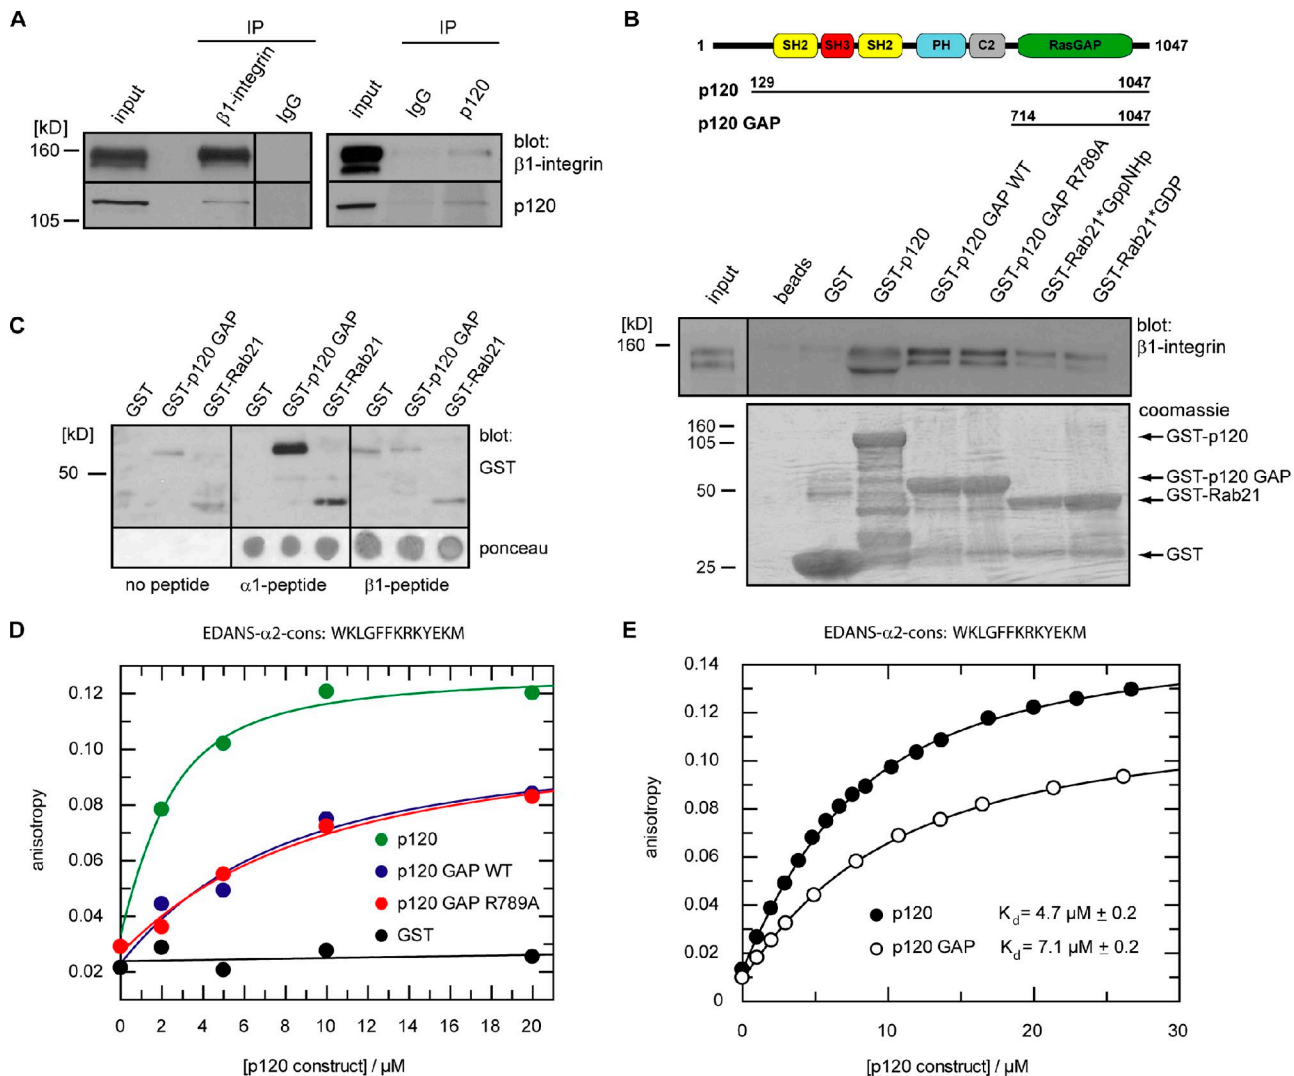 A
IP
IP
input
β1-integrin
IgG
input
IgG
p120
[kD]
160
105
blot:
β1-integrin
p120
B
1
SH2
SH3
SH2
PH
C2
RasGAP
1047
p120
129
1047
p120 GAP
714
1047
input
beads
GST
GST-p120
GST-p120 GAP WT
GST-p120 GAP R789A
GST-Rab21*GppNHp
GST-Rab21*GDP
[kD]
160
blot:
β1-integrin
coomassie
160
105
50
25
GST-p120
GST-p120 GAP
GST-Rab21
GST
C
GST
GST-p120 GAP
GST-Rab21
GST
GST-p120 GAP
GST-Rab21
GST
GST-p120 GAP
GST-Rab21
[kD]
50
blot:
GST
ponceau
no peptide
α1-peptide
β1-peptide
D
EDANS-α2-cons: WKLGFFKRKYEKM
anisotropy
0.12
0.10
0.08
0.06
0.04
0.02
p120
p120 GAP WT
p120 GAP R789A
GST
0 2 4 6 8 10 12 14 16 18 20
[p120 construct] / µM
E
EDANS-α2-cons: WKLGFFKRKYEKM
anisotropy
0.14
0.12
0.10
0.08
0.06
0.04
0.02
0
p120 Kd= 4.7 µM ± 0.2
p120 GAP Kd= 7.1 µM ± 0.2
0 10 20 30
[p120 construct] / µM